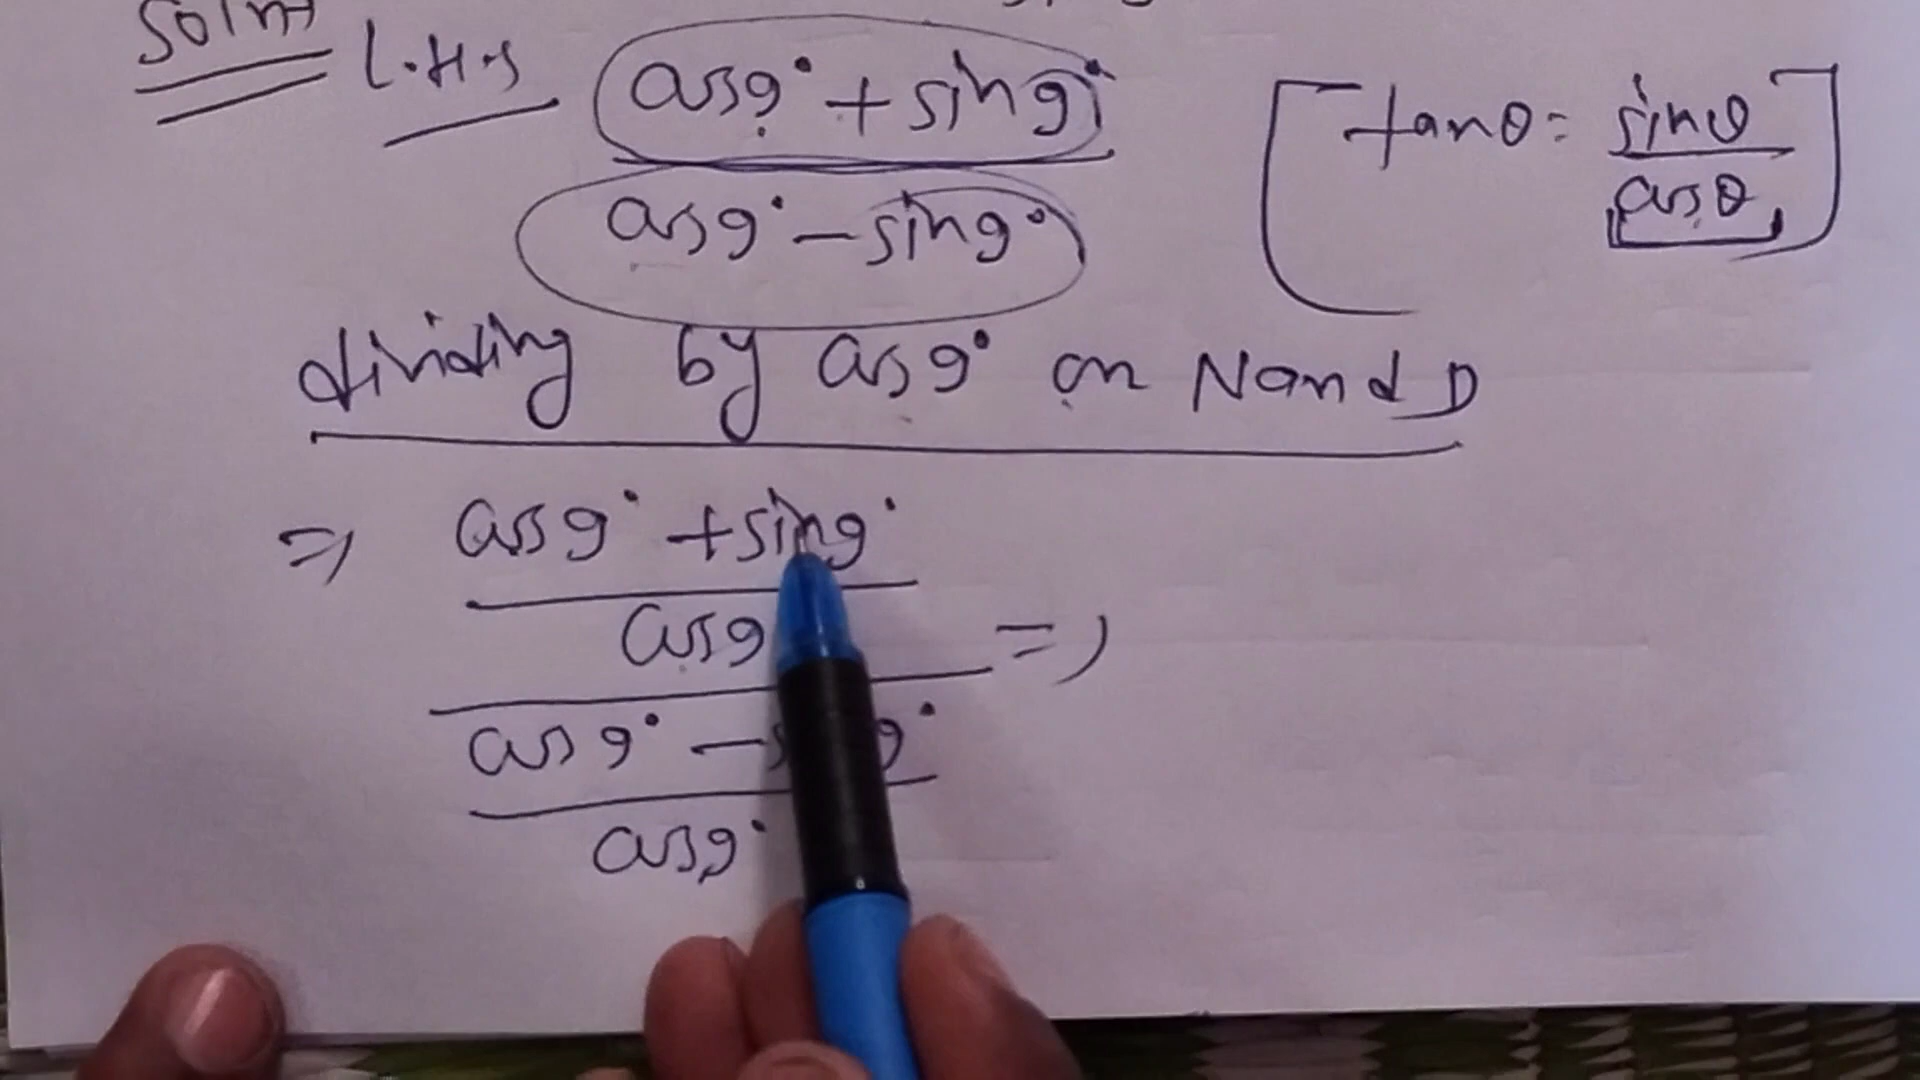 Soln
L.H.S cos9° + sin9° [tanθ = sinθ
cos9° - sin9° cosθ]
dividing by cos9° on N and D
=> cos9° + sin9°
cos9 =>
cos9° -
cos9°